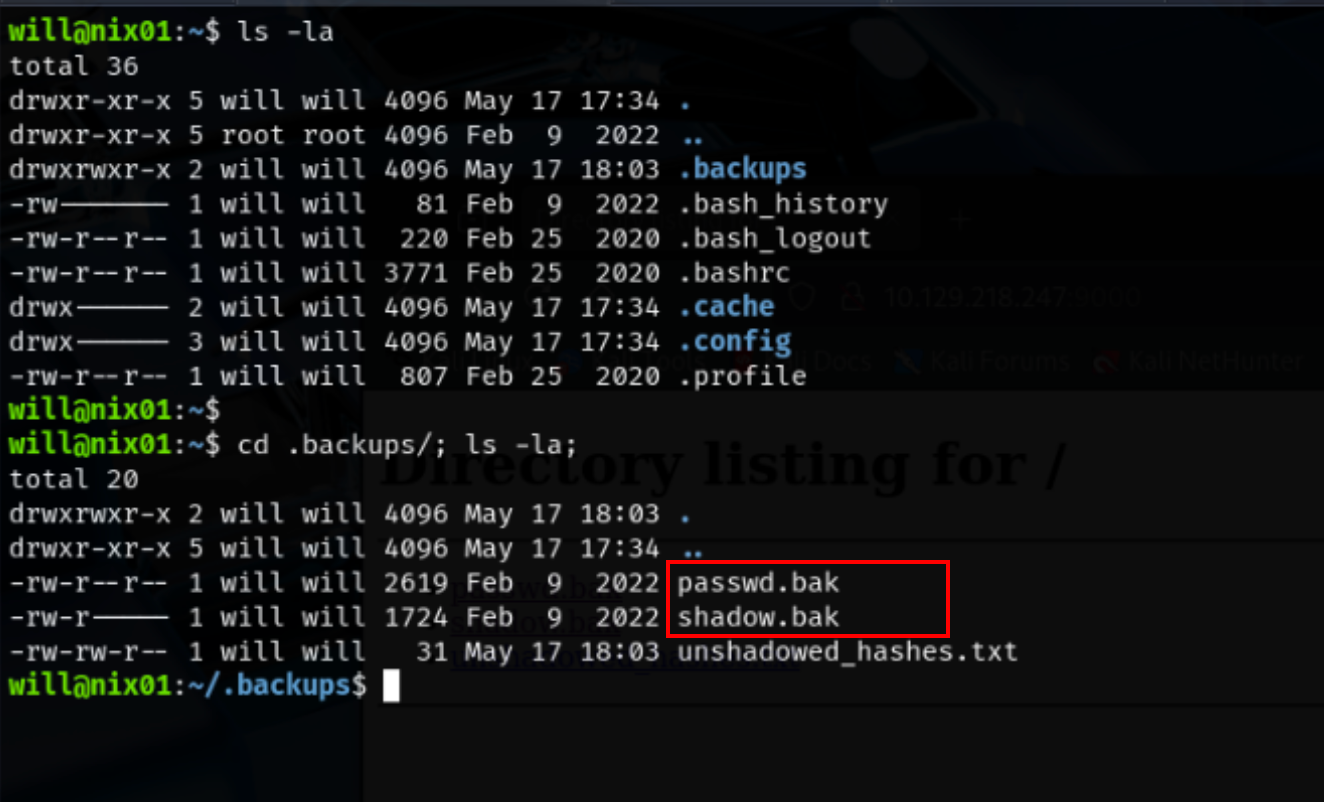 will@nix01:~$ ls -la
total 36
drwxr-xr-x 5 will will 4096 May 17 17:34 .
drwxr-xr-x 5 root root 4096 Feb  9  2022 ..
drwxrwxr-x 2 will will 4096 May 17 18:03 .backups
-rw------- 1 will will   81 Feb  9  2022 .bash_history
-rw-r--r-- 1 will will  220 Feb 25  2020 .bash_logout
-rw-r--r-- 1 will will 3771 Feb 25  2020 .bashrc
drwx------ 2 will will 4096 May 17 17:34 .cache
drwx------ 3 will will 4096 May 17 17:34 .config
-rw-r--r-- 1 will will  807 Feb 25  2020 .profile
will@nix01:~$
will@nix01:~$ cd .backups/; ls -la;
total 20
drwxrwxr-x 2 will will 4096 May 17 18:03 .
drwxr-xr-x 5 will will 4096 May 17 17:34 ..
-rw-r--r-- 1 will will 2619 Feb  9  2022 passwd.bak
-rw-r----- 1 will will 1724 Feb  9  2022 shadow.bak
-rw-rw-r-- 1 will will   31 May 17 18:03 unshadowed_hashes.txt
will@nix01:~/.backups$
10.129.218.247:9000
Docs
Kali Forums
Kali NetHunter
Directory listing for /
passwd.bak
shadow.bak